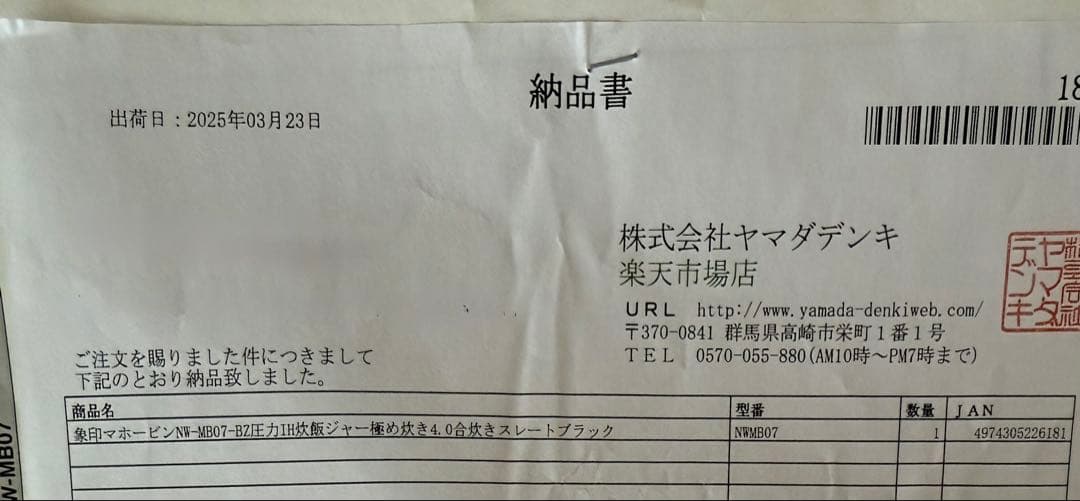 納品書
18
出荷日：2025年03月23日
株式会社ヤマダデンキ
楽天市場店
ＵＲＬ http://www.yamada-denkiweb.com/
〒370-0841 群馬県高崎市栄町１番１号
ＴＥＬ 0570-055-880(AM10時～PM7時まで)
ヤマダ
デンキ
ご注文を賜りました件につきまして
下記のとおり納品致しました。
商品名 型番 数量 ＪＡＮ
象印マホービンNW-MB07-BZ圧力IH炊飯ジャー極め炊き4.0合炊きスレートブラック NWMB07 1 4974305226181
W-MB07